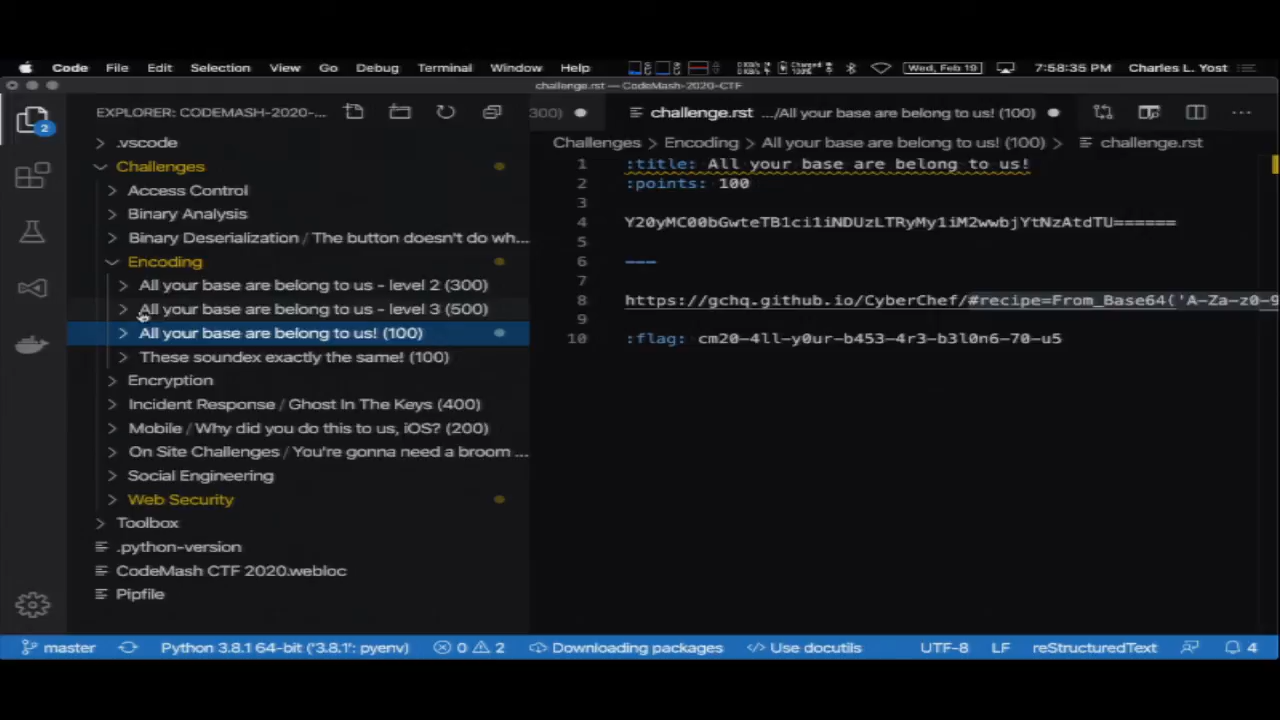 Code File Edit Selection View Go Debug Terminal Window Help Wed, Feb 19 7:58:35 PM Charles L. Yost
challenge.rst — CodeMash-2020-CTF
EXPLORER: CODEMASH-2020-...
2
.vscode
Challenges
Access Control
Binary Analysis
Binary Deserialization / The button doesn't do wh...
Encoding
All your base are belong to us - level 2 (300)
All your base are belong to us - level 3 (500)
All your base are belong to us! (100)
These soundex exactly the same! (100)
Encryption
Incident Response / Ghost In The Keys (400)
Mobile / Why did you do this to us, iOS? (200)
On Site Challenges / You're gonna need a broom ...
Social Engineering
Web Security
Toolbox
.python-version
CodeMash CTF 2020.webloc
Pipfile
300) challenge.rst .../All your base are belong to us! (100) ...
Challenges > Encoding > All your base are belong to us! (100) > challenge.rst
1 :title: All your base are belong to us!
2 :points: 100
3
4 Y20yMC00bGwteTB1ci1iNDUzLTRyMy1iM2wwbjYtNzAtdTU======
5
6 ---
7
8 https://gchq.github.io/CyberChef/#recipe=From_Base64('A-Za-z0-9
9
10 :flag: cm20-4ll-y0ur-b453-4r3-b3l0n6-70-u5
master Python 3.8.1 64-bit ('3.8.1': pyenv) 0 2 Downloading packages </> Use docutils UTF-8 LF reStructuredText 4